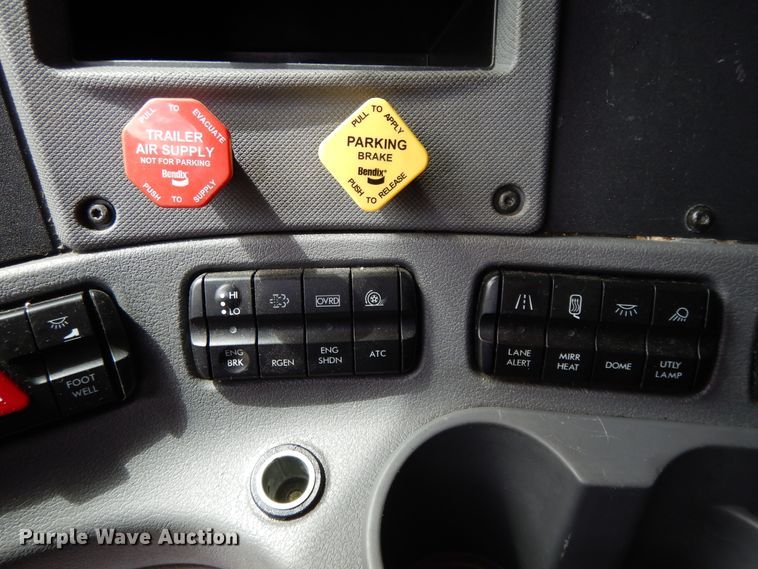 PULL TO EVACUATE
TRAILER
AIR SUPPLY
NOT FOR PARKING
Bendix
PUSH TO SUPPLY
PULL TO APPLY
PARKING
BRAKE
Bendix®
PUSH TO RELEASE
HI
LO
ENG
BRK
RGEN
OVRD
ENG
SHDN
ATC
LANE
ALERT
MIRR
HEAT
DOME
UTLY
LAMP
FOOT
WELL
Purple Wave Auction